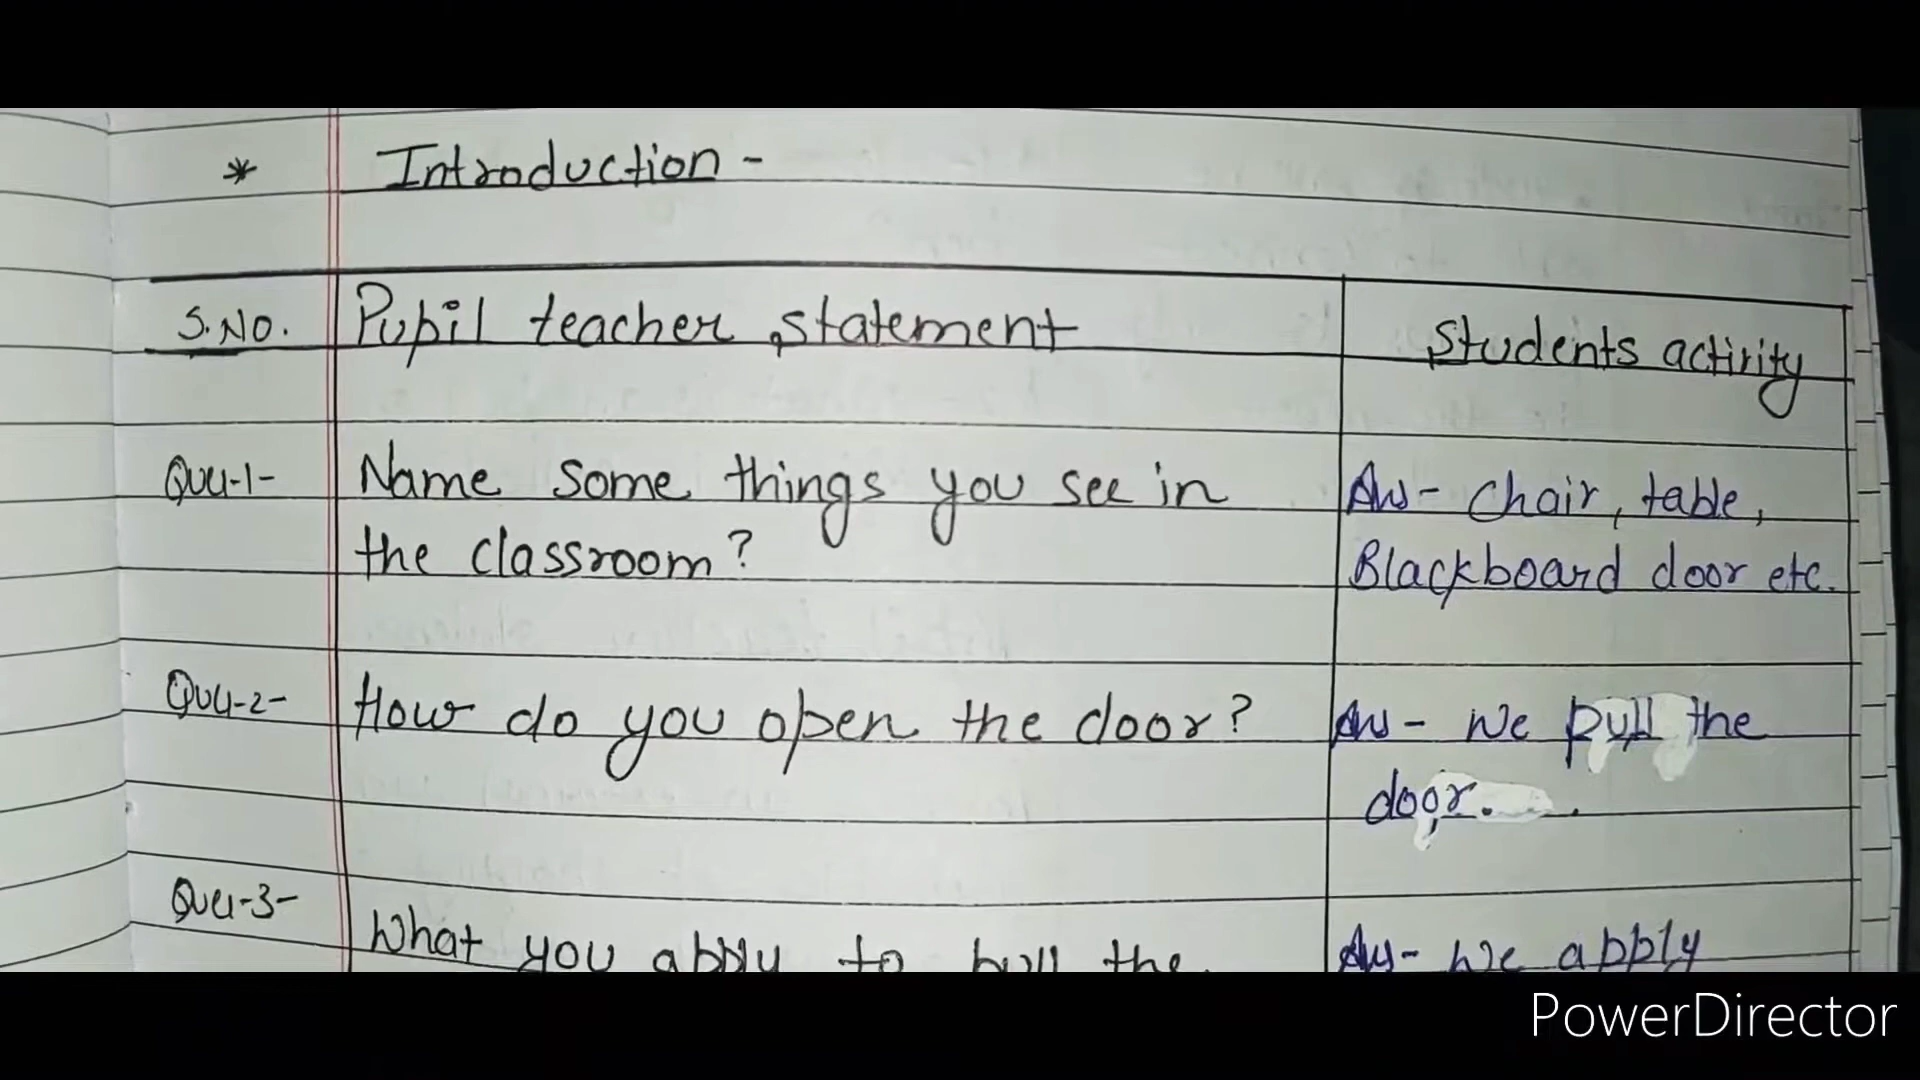 * Introduction -
S.No. Pupil teacher statement Students activity
Que-1- Name some things you see in Ans- Chair, table,
the classroom? Blackboard door etc.
Que-2- How do you open the door? Ans - We pull the
door.
Que-3- What you apply to pull the Ans- We apply
PowerDirector